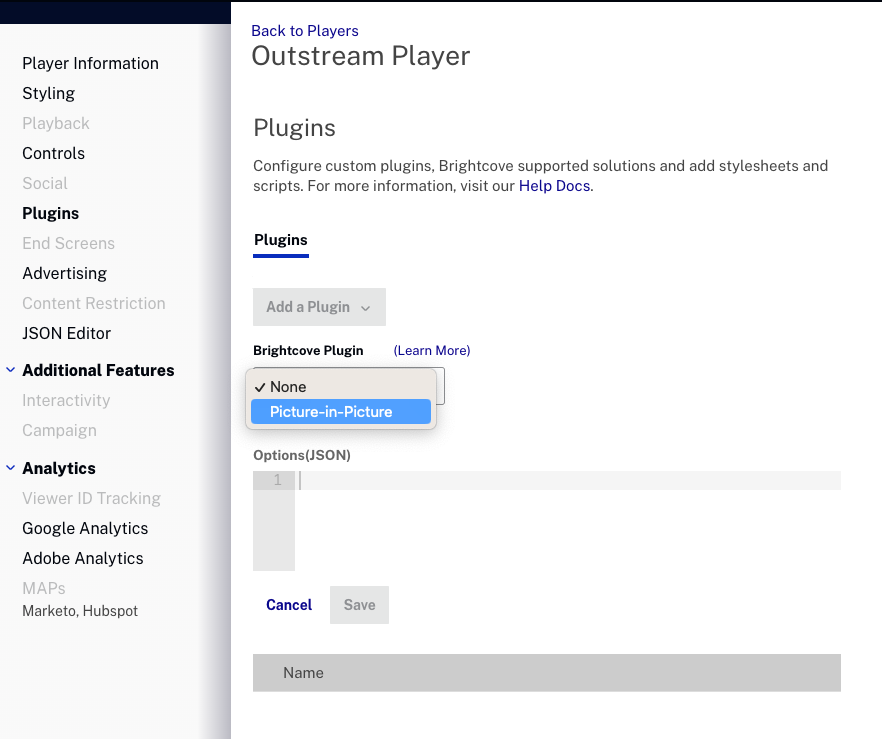 Player Information
Styling
Playback
Controls
Social
Plugins
End Screens
Advertising
Content Restriction
JSON Editor
Additional Features
Interactivity
Campaign
Analytics
Viewer ID Tracking
Google Analytics
Adobe Analytics
MAPs
Marketo, Hubspot
Back to Players
Outstream Player
Plugins
Configure custom plugins, Brightcove supported solutions and add stylesheets and
scripts. For more information, visit our Help Docs.
Plugins
Add a Plugin
Brightcove Plugin (Learn More)
None
Picture-in-Picture
Options(JSON)
1
Cancel Save
Name